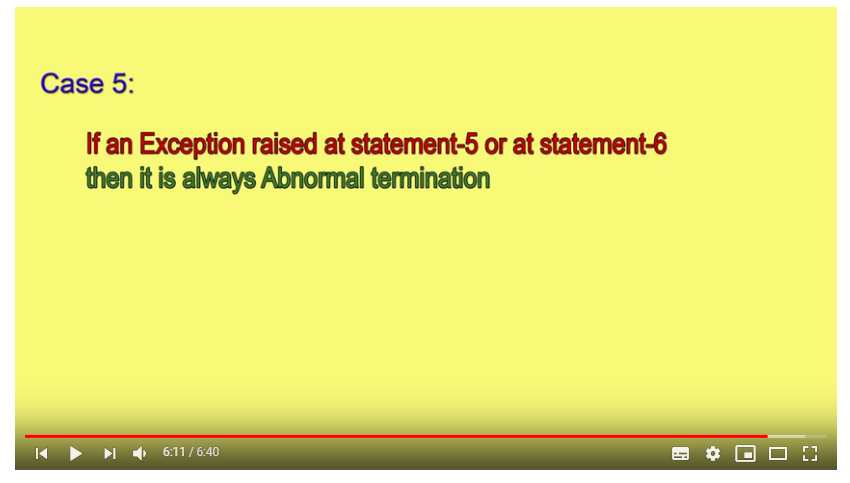 Case 5:
If an Exception raised at statement-5 or at statement-6
then it is always Abnormal termination
6:11 / 6:40